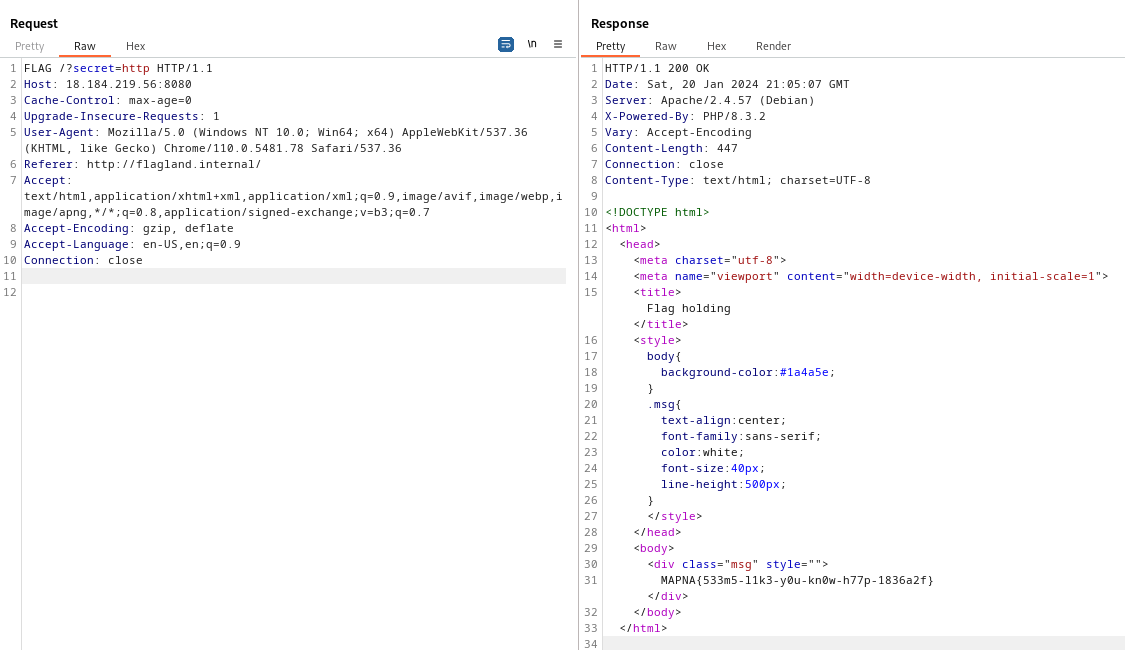 Request
Pretty Raw Hex \n
1 FLAG /?secret=http HTTP/1.1
2 Host: 18.184.219.56:8080
3 Cache-Control: max-age=0
4 Upgrade-Insecure-Requests: 1
5 User-Agent: Mozilla/5.0 (Windows NT 10.0; Win64; x64) AppleWebKit/537.36
(KHTML, like Gecko) Chrome/110.0.5481.78 Safari/537.36
6 Referer: http://flagland.internal/
7 Accept:
text/html,application/xhtml+xml,application/xml;q=0.9,image/avif,image/webp,i
mage/apng,*/*;q=0.8,application/signed-exchange;v=b3;q=0.7
8 Accept-Encoding: gzip, deflate
9 Accept-Language: en-US,en;q=0.9
10 Connection: close
11
12
Response
Pretty Raw Hex Render
1 HTTP/1.1 200 OK
2 Date: Sat, 20 Jan 2024 21:05:07 GMT
3 Server: Apache/2.4.57 (Debian)
4 X-Powered-By: PHP/8.3.2
5 Vary: Accept-Encoding
6 Content-Length: 447
7 Connection: close
8 Content-Type: text/html; charset=UTF-8
9
10 <!DOCTYPE html>
11 <html>
12 <head>
13 <meta charset="utf-8">
14 <meta name="viewport" content="width=device-width, initial-scale=1">
15 <title>
Flag holding
</title>
16 <style>
17 body{
18 background-color:#1a4a5e;
19 }
20 .msg{
21 text-align:center;
22 font-family:sans-serif;
23 color:white;
24 font-size:40px;
25 line-height:500px;
26 }
27 </style>
28 </head>
29 <body>
30 <div class="msg" style="">
31 MAPNA{533m5-l1k3-y0u-kn0w-h77p-1836a2f}
</div>
32 </body>
33 </html>
34